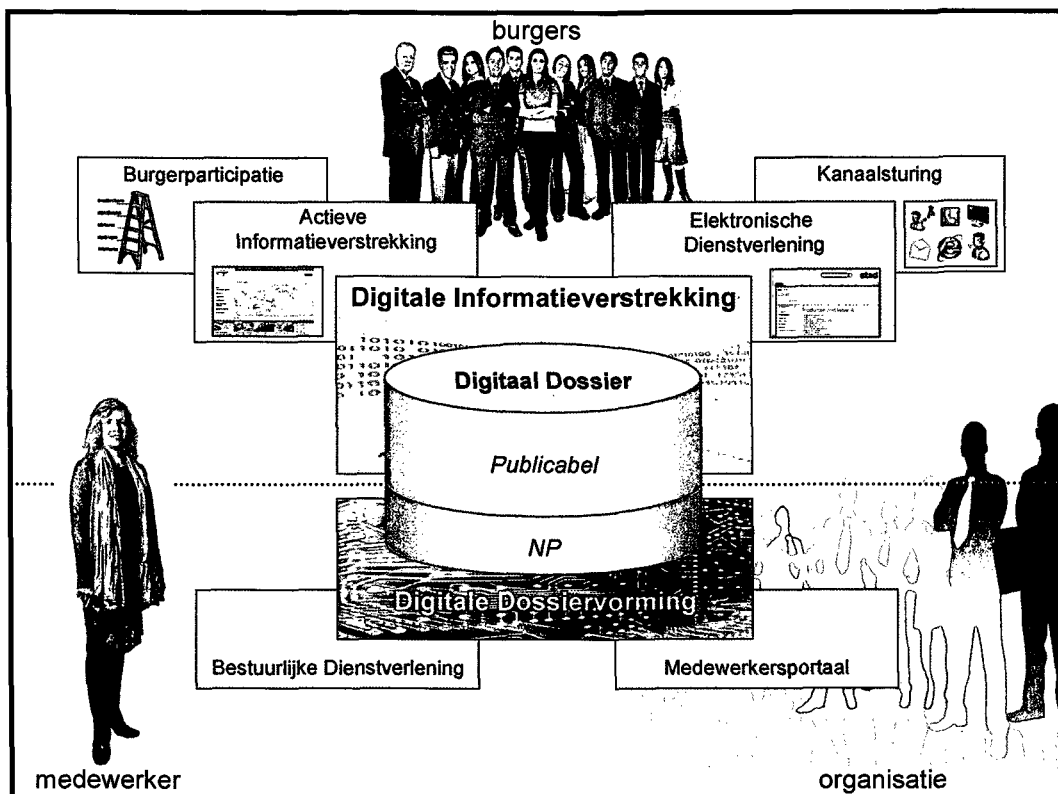 burgers
Burgerparticipatie
Kanaalsturing
Actieve
Informatieverstrekking
Elektronische
Dienstverlening
stad
Digitale Informatieverstrekking
Digitaal Dossier
Publicabel
NP
Digitale Dossiervorming
Bestuurlijke Dienstverlening
Medewerkersportaal
medewerker
organisatie